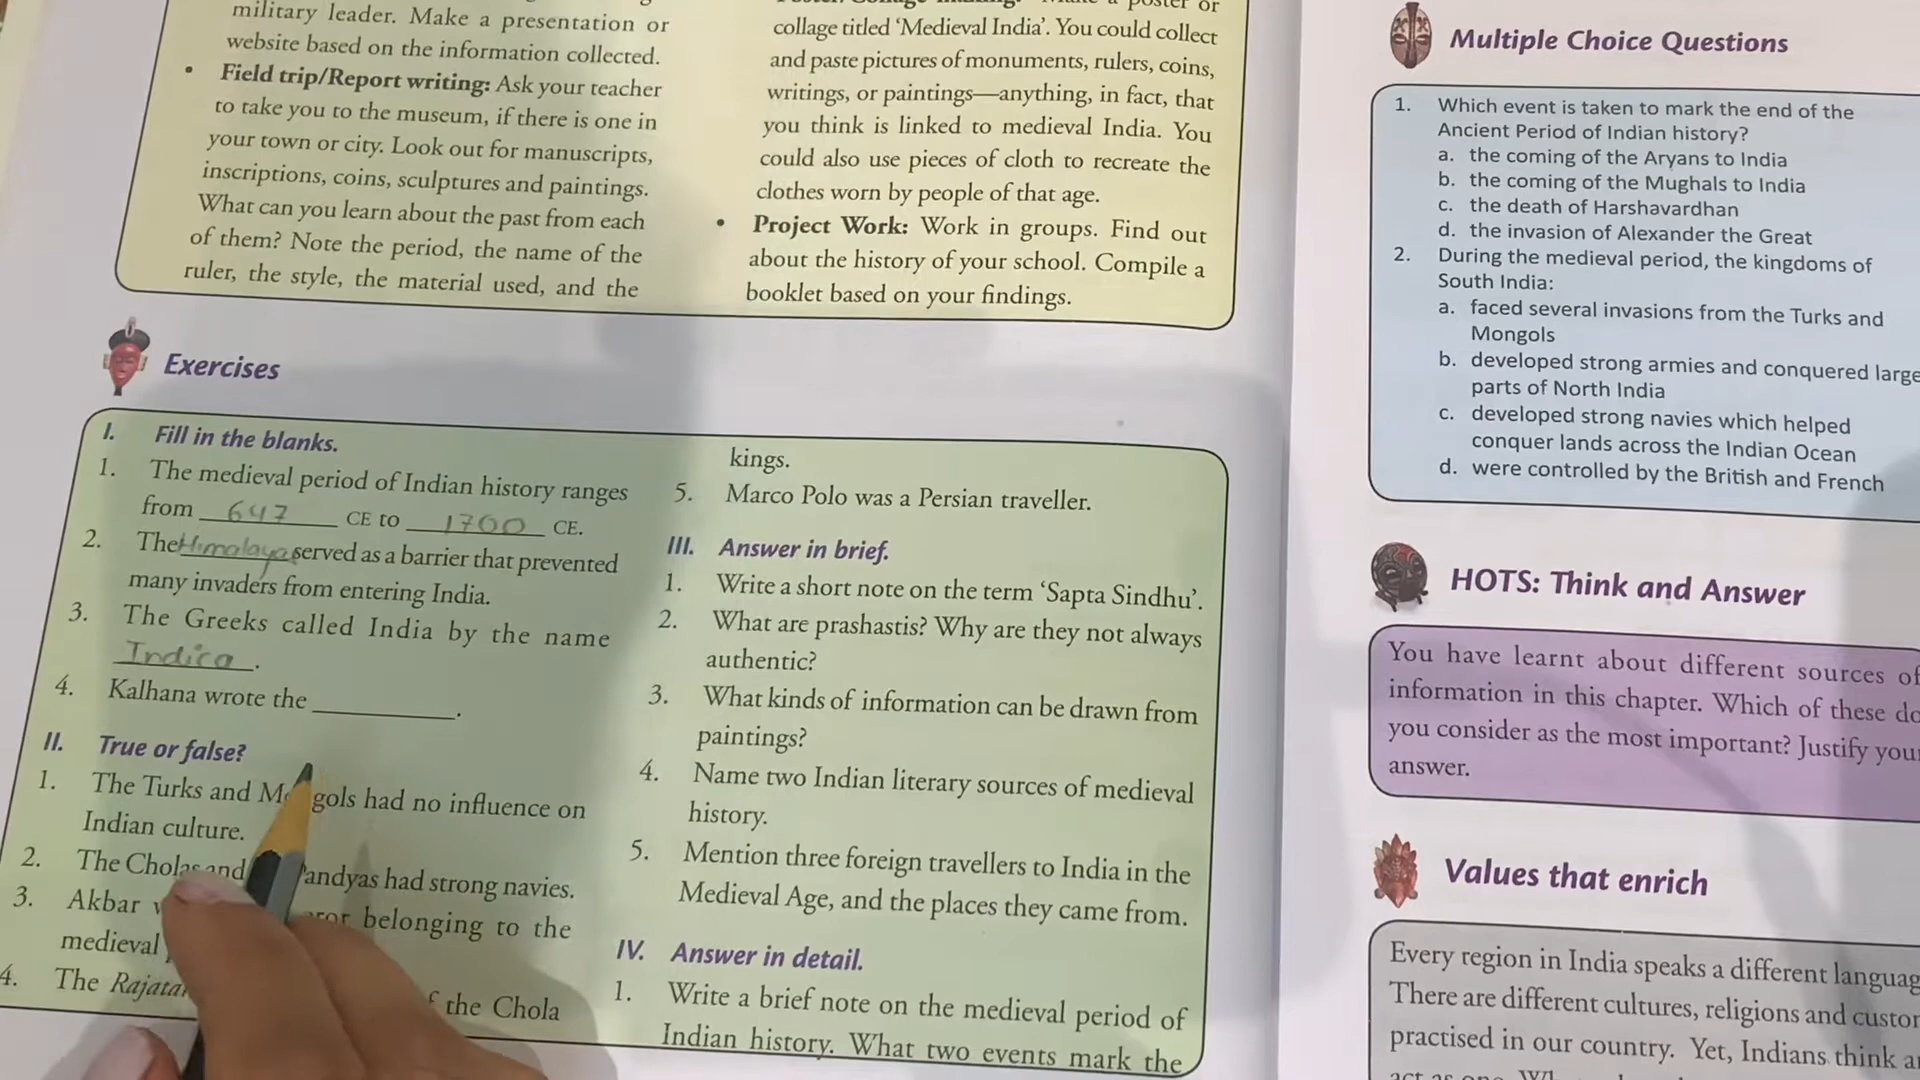 military leader. Make a presentation or
website based on the information collected.
• Field trip/Report writing: Ask your teacher
to take you to the museum, if there is one in
your town or city. Look out for manuscripts,
inscriptions, coins, sculptures and paintings.
What can you learn about the past from each
of them? Note the period, the name of the
ruler, the style, the material used, and the
collage titled ‘Medieval India’. You could collect
and paste pictures of monuments, rulers, coins,
writings, or paintings—anything, in fact, that
you think is linked to medieval India. You
could also use pieces of cloth to recreate the
clothes worn by people of that age.
• Project Work: Work in groups. Find out
about the history of your school. Compile a
booklet based on your findings.
Exercises
I. Fill in the blanks.
1. The medieval period of Indian history ranges
from 647 CE to 1700 CE.
2. The Himalaya served as a barrier that prevented
many invaders from entering India.
3. The Greeks called India by the name
Indica.
4. Kalhana wrote the ________.
II. True or false?
1. The Turks and Mongols had no influence on
Indian culture.
2. The Cholas and Pandyas had strong navies.
3. Akbar belonging to the
medieval
4. The the Chola
kings.
5. Marco Polo was a Persian traveller.
III. Answer in brief.
1. Write a short note on the term ‘Sapta Sindhu’.
2. What are prashastis? Why are they not always
authentic?
3. What kinds of information can be drawn from
paintings?
4. Name two Indian literary sources of medieval
history.
5. Mention three foreign travellers to India in the
Medieval Age, and the places they came from.
IV. Answer in detail.
1. Write a brief note on the medieval period of
Indian history. What two events mark the
Multiple Choice Questions
1. Which event is taken to mark the end of the
Ancient Period of Indian history?
a. the coming of the Aryans to India
b. the coming of the Mughals to India
c. the death of Harshavardhan
d. the invasion of Alexander the Great
2. During the medieval period, the kingdoms of
South India:
a. faced several invasions from the Turks and
Mongols
b. developed strong armies and conquered large
parts of North India
c. developed strong navies which helped
conquer lands across the Indian Ocean
d. were controlled by the British and French
HOTS: Think and Answer
You have learnt about different sources of
information in this chapter. Which of these do
you consider as the most important? Justify your
answer.
Values that enrich
Every region in India speaks a different
There are different cultures, religions and
practised in our country. Yet, Indians think